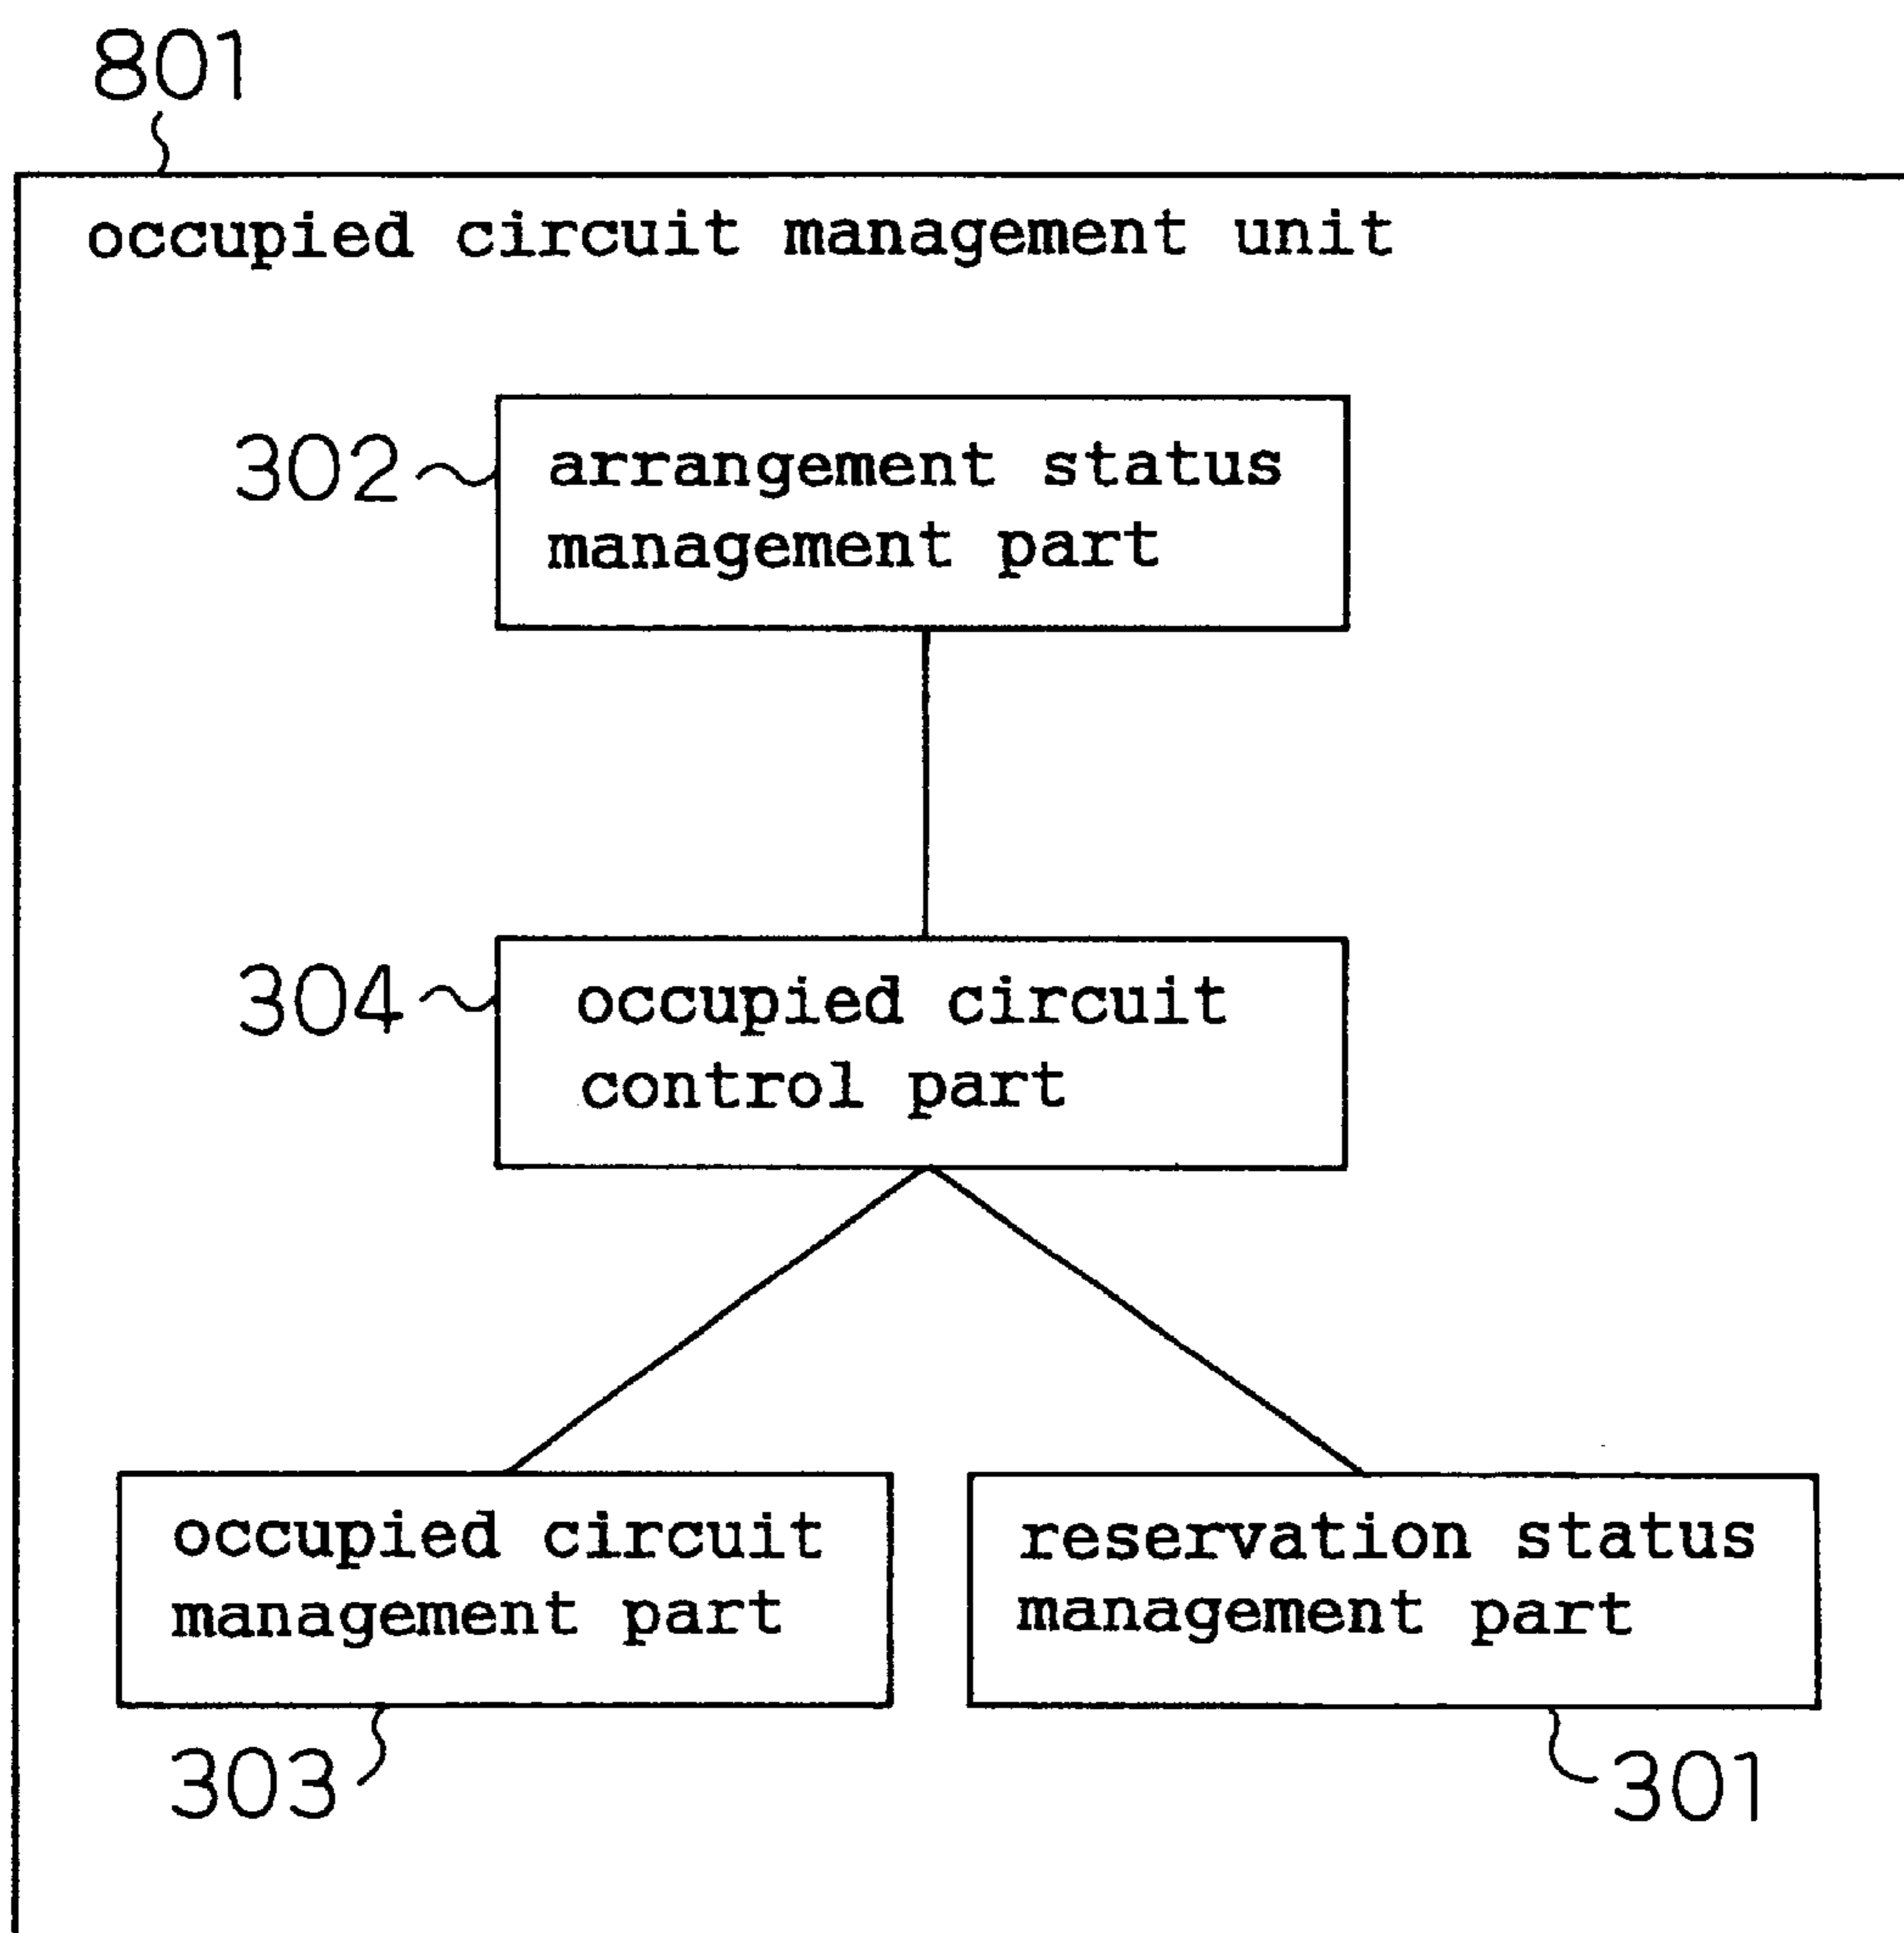 801
occupied circuit management unit
302
arrangement status
management part
304
occupied circuit
control part
occupied circuit
management part
reservation status
management part
303
301